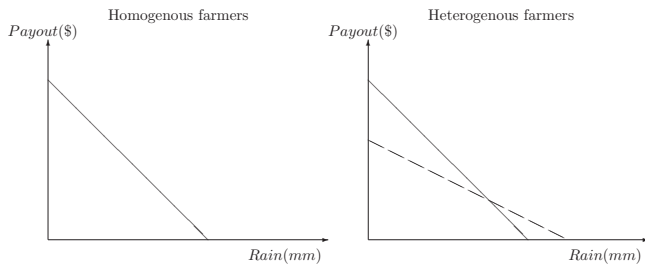 Homogenous farmers
Payout($)
Rain(mm)
Heterogenous farmers
Payout($)
Rain(mm)